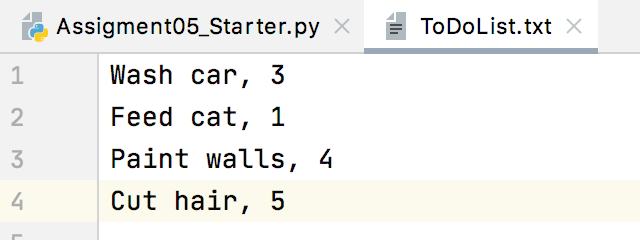 Assigment05_Starter.py ToDoList.txt
1 Wash car, 3
2 Feed cat, 1
3 Paint walls, 4
4 Cut hair, 5
5